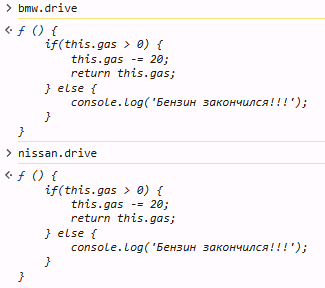 > bmw.drive
<· ƒ () {
if(this.gas > 0) {
this.gas -= 20;
return this.gas;
} else {
console.log('Бензин закончился!!!');
}
}
> nissan.drive
<· ƒ () {
if(this.gas > 0) {
this.gas -= 20;
return this.gas;
} else {
console.log('Бензин закончился!!!');
}
}